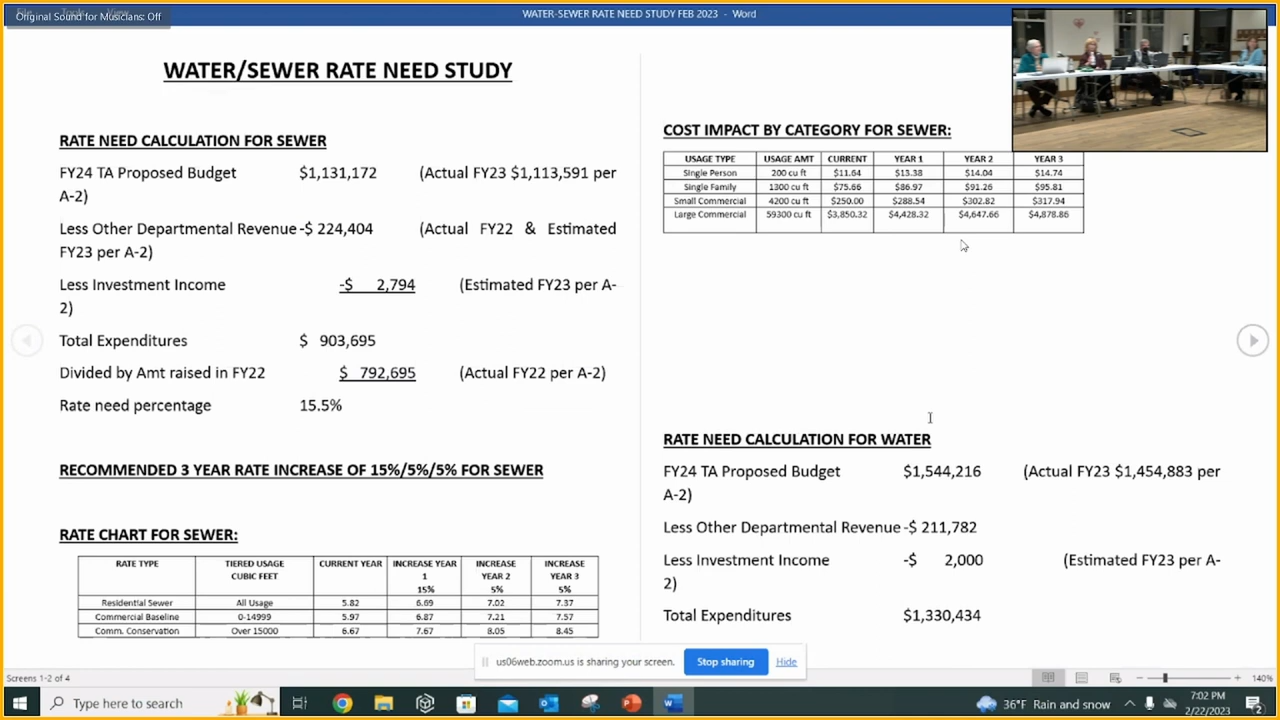 Original Sound for Musicians: Off
WATER-SEWER RATE NEED STUDY FEB 2023 - Word
WATER/SEWER RATE NEED STUDY
RATE NEED CALCULATION FOR SEWER
FY24 TA Proposed Budget $1,131,172 (Actual FY23 $1,113,591 per
A-2)
Less Other Departmental Revenue -$ 224,404 (Actual FY22 & Estimated
FY23 per A-2)
Less Investment Income -$ 2,794 (Estimated FY23 per A-
2)
Total Expenditures $ 903,695
Divided by Amt raised in FY22 $ 792,695 (Actual FY22 per A-2)
Rate need percentage 15.5%
RECOMMENDED 3 YEAR RATE INCREASE OF 15%/5%/5% FOR SEWER
RATE CHART FOR SEWER:
RATE TYPE TIERED USAGE CURRENT YEAR INCREASE YEAR INCREASE INCREASE
CUBIC FEET 1 YEAR 2 YEAR 3
15% 5% 5%
Residential Sewer All Usage 5.82 6.69 7.02 7.37
Commercial Baseline 0-14999 5.97 6.87 7.21 7.57
Comm. Conservation Over 15000 6.67 7.67 8.05 8.45
COST IMPACT BY CATEGORY FOR SEWER:
USAGE TYPE USAGE AMT CURRENT YEAR 1 YEAR 2 YEAR 3
Single Person 200 cu ft $11.64 $13.38 $14.04 $14.74
Single Family 1300 cu ft $75.66 $86.97 $91.26 $95.81
Small Commercial 4200 cu ft $250.00 $288.54 $302.82 $317.94
Large Commercial 59300 cu ft $3,850.32 $4,428.32 $4,647.66 $4,878.86
RATE NEED CALCULATION FOR WATER
FY24 TA Proposed Budget $1,544,216 (Actual FY23 $1,454,883 per
A-2)
Less Other Departmental Revenue -$ 211,782
Less Investment Income -$ 2,000 (Estimated FY23 per A-
2)
Total Expenditures $1,330,434
us06web.zoom.us is sharing your screen. Stop sharing Hide
Screens 1-2 of 4
140%
Type here to search
36°F Rain and snow
7:02 PM
2/22/2023
2